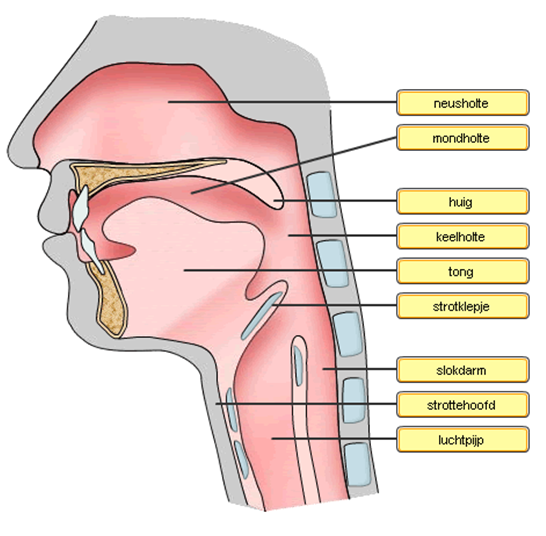 neusholte
mondholte
huig
keelholte
tong
strotklepje
slokdarm
strottehoofd
luchtpijp